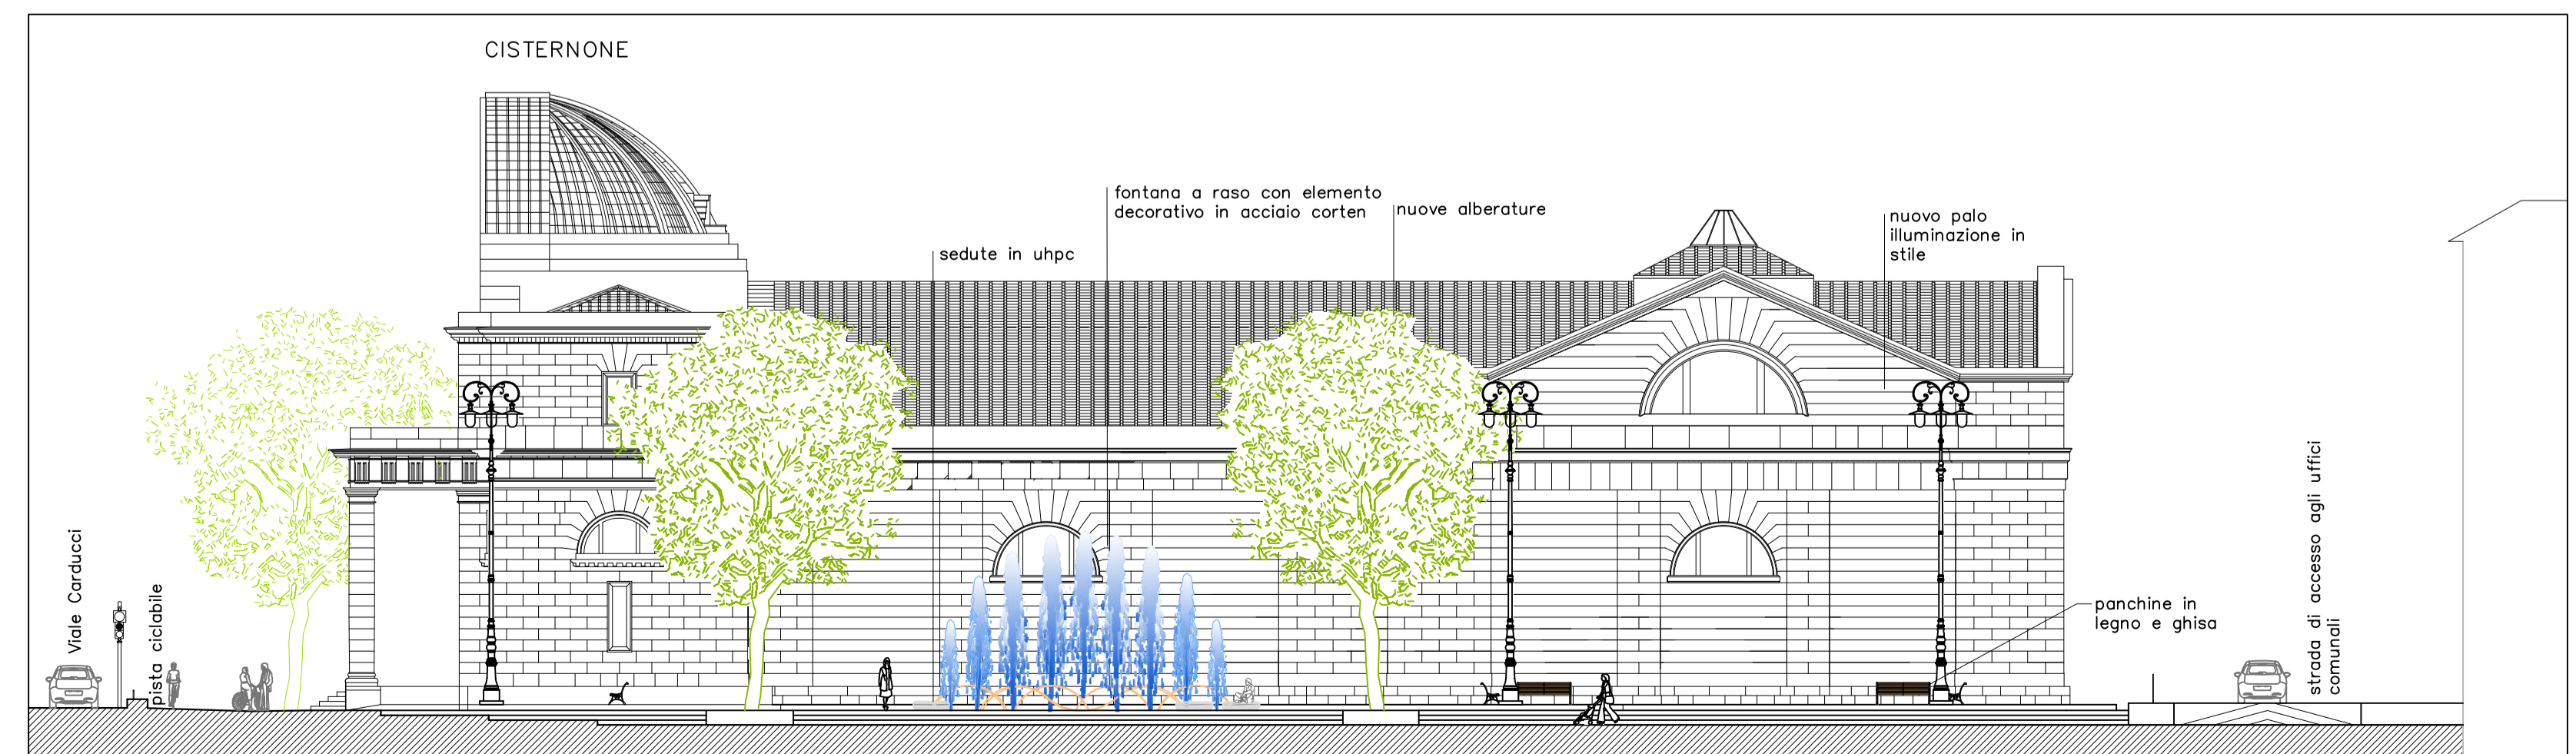 CISTERNONE
fontana a raso con elemento
decorativo in acciaio corten
nuove alberature
nuovo palo
illuminazione in
stile
sedute in uhpc
Viale Carducci
pista ciclabile
panchine in
legno e ghisa
strada di accesso agli uffici
comunali